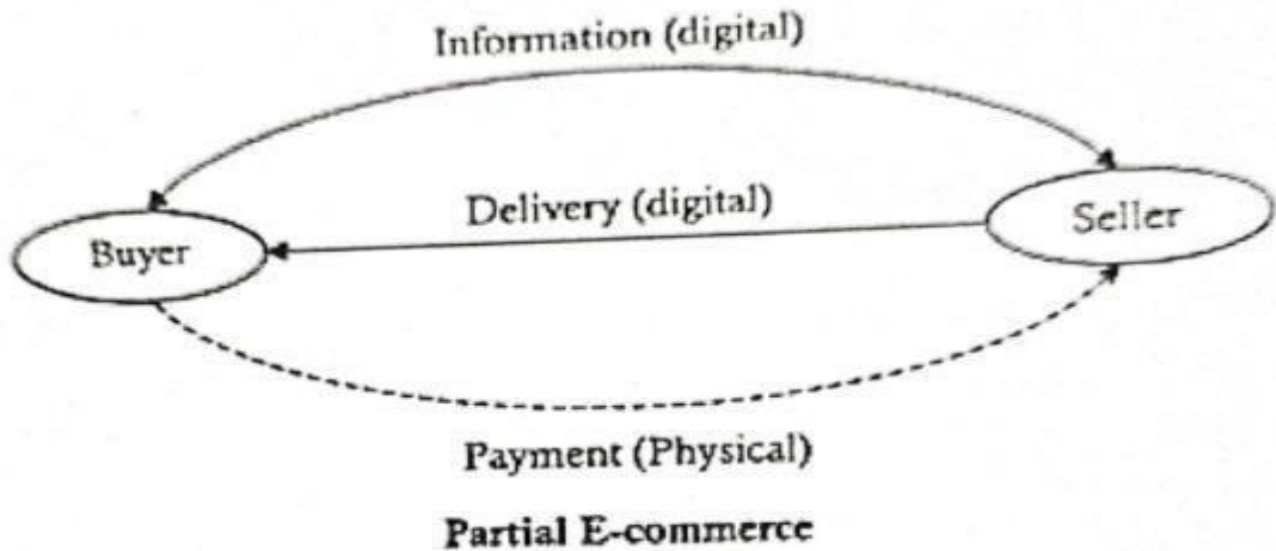 Information (digital)
Delivery (digital)
Buyer
Seller
Payment (Physical)
Partial E-commerce